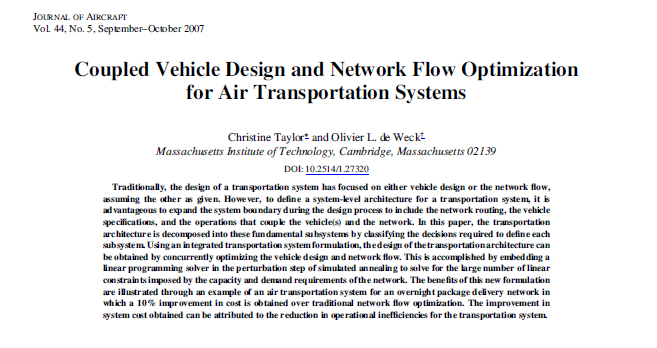 JOURNAL OF AIRCRAFT
Vol. 44, No. 5, September–October 2007
Coupled Vehicle Design and Network Flow Optimization
for Air Transportation Systems
Christine Taylor* and Olivier L. de Weck†
Massachusetts Institute of Technology, Cambridge, Massachusetts 02139
DOI: 10.2514/1.27320
Traditionally, the design of a transportation system has focused on either vehicle design or the network flow,
assuming the other as given. However, to define a system-level architecture for a transportation system, it is
advantageous to expand the system boundary during the design process to include the network routing, the vehicle
specifications, and the operations that couple the vehicle(s) and the network. In this paper, the transportation
architecture is decomposed into these fundamental subsystems by classifying the decisions required to define each
subsystem. Using an integrated transportation system formulation, the design of the transportation architecture can
be obtained by concurrently optimizing the vehicle design and network flow. This is accomplished by embedding a
linear programming solver in the perturbation step of simulated annealing to solve for the large number of linear
constraints imposed by the capacity and demand requirements of the network. The benefits of this new formulation
are illustrated through an example of an air transportation system for an overnight package delivery network in
which a 10% improvement in cost is obtained over traditional network flow optimization. The improvement in
system cost obtained can be attributed to the reduction in operational inefficiencies for the transportation system.